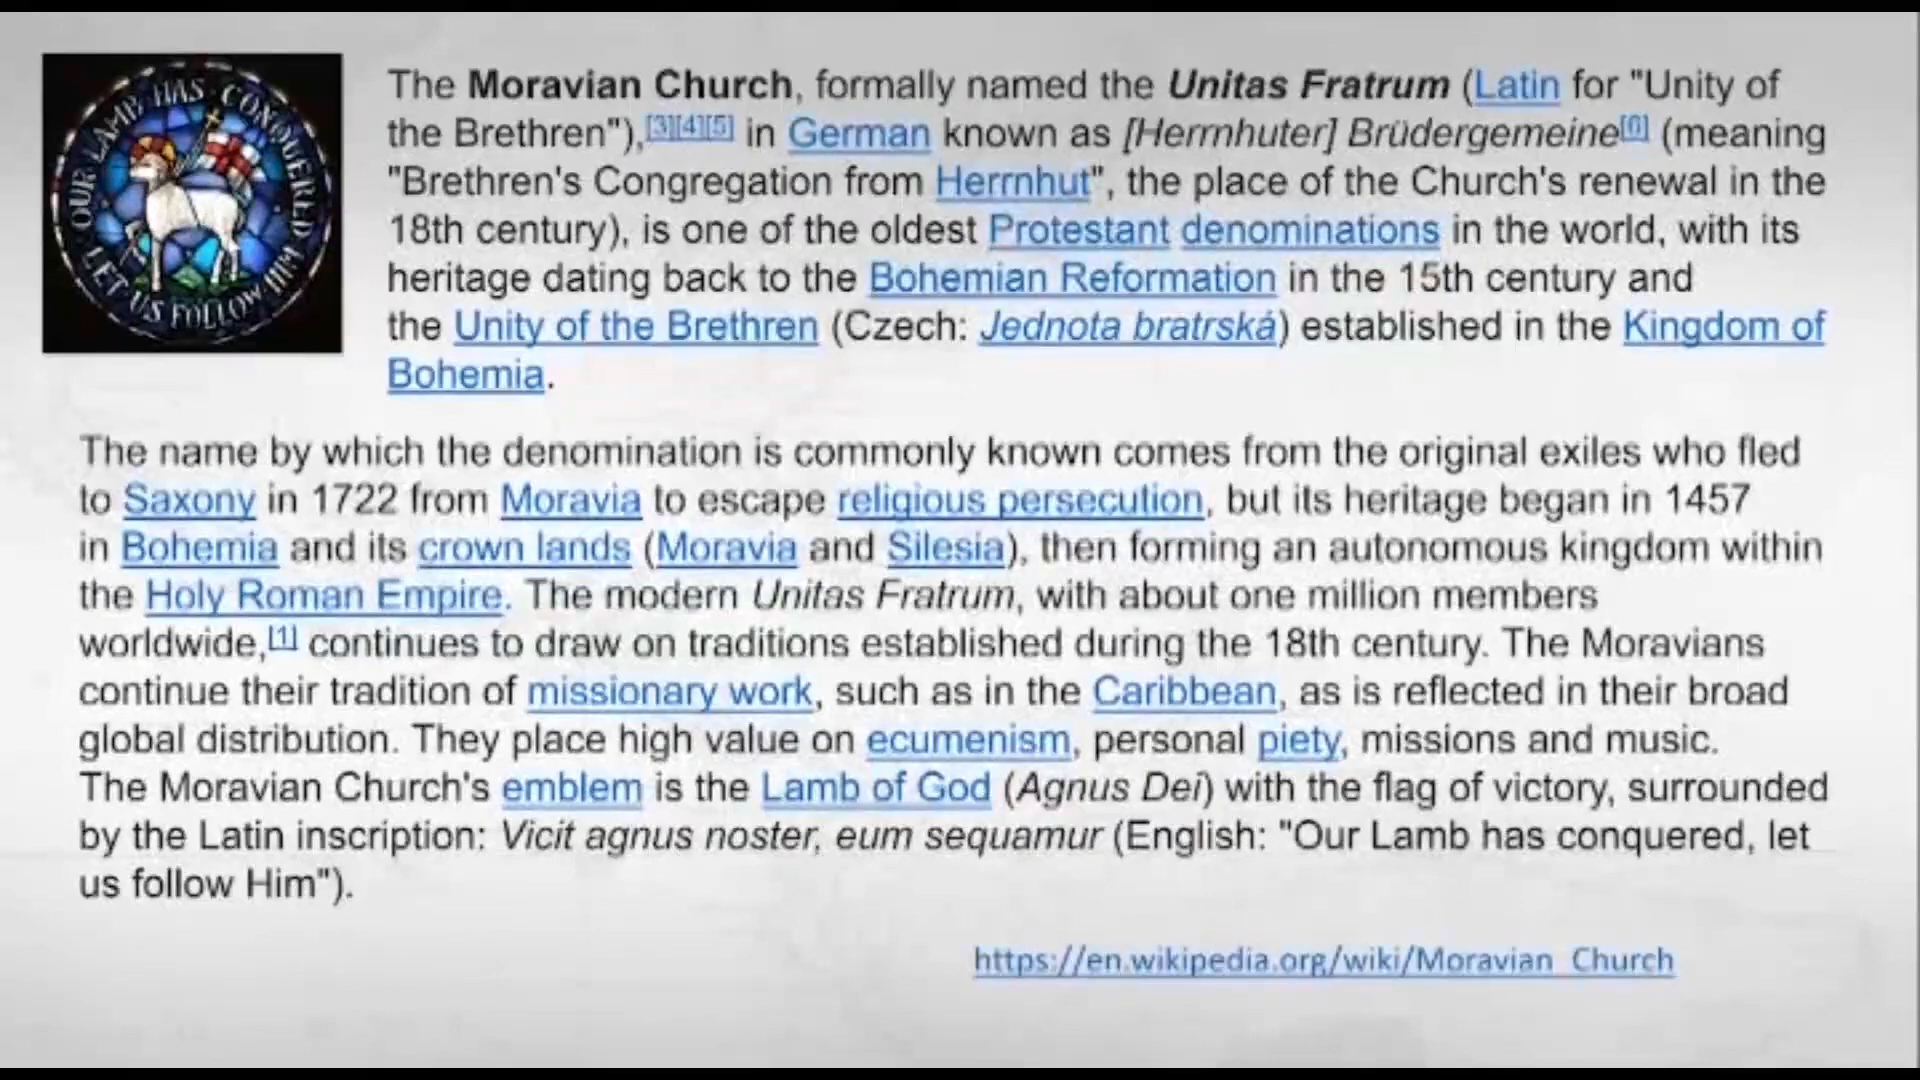 OUR LAMB HAS CONQUERED
LET US FOLLOW HIM
The Moravian Church, formally named the Unitas Fratrum (Latin for "Unity of
the Brethren"),[3][4][5] in German known as [Herrnhuter] Brüdergemeine[6] (meaning
"Brethren's Congregation from Herrnhut", the place of the Church's renewal in the
18th century), is one of the oldest Protestant denominations in the world, with its
heritage dating back to the Bohemian Reformation in the 15th century and
the Unity of the Brethren (Czech: Jednota bratrská) established in the Kingdom of
Bohemia.
The name by which the denomination is commonly known comes from the original exiles who fled
to Saxony in 1722 from Moravia to escape religious persecution, but its heritage began in 1457
in Bohemia and its crown lands (Moravia and Silesia), then forming an autonomous kingdom within
the Holy Roman Empire. The modern Unitas Fratrum, with about one million members
worldwide,[1] continues to draw on traditions established during the 18th century. The Moravians
continue their tradition of missionary work, such as in the Caribbean, as is reflected in their broad
global distribution. They place high value on ecumenism, personal piety, missions and music.
The Moravian Church's emblem is the Lamb of God (Agnus Dei) with the flag of victory, surrounded
by the Latin inscription: Vicit agnus noster, eum sequamur (English: "Our Lamb has conquered, let
us follow Him").
https://en.wikipedia.org/wiki/Moravian_Church